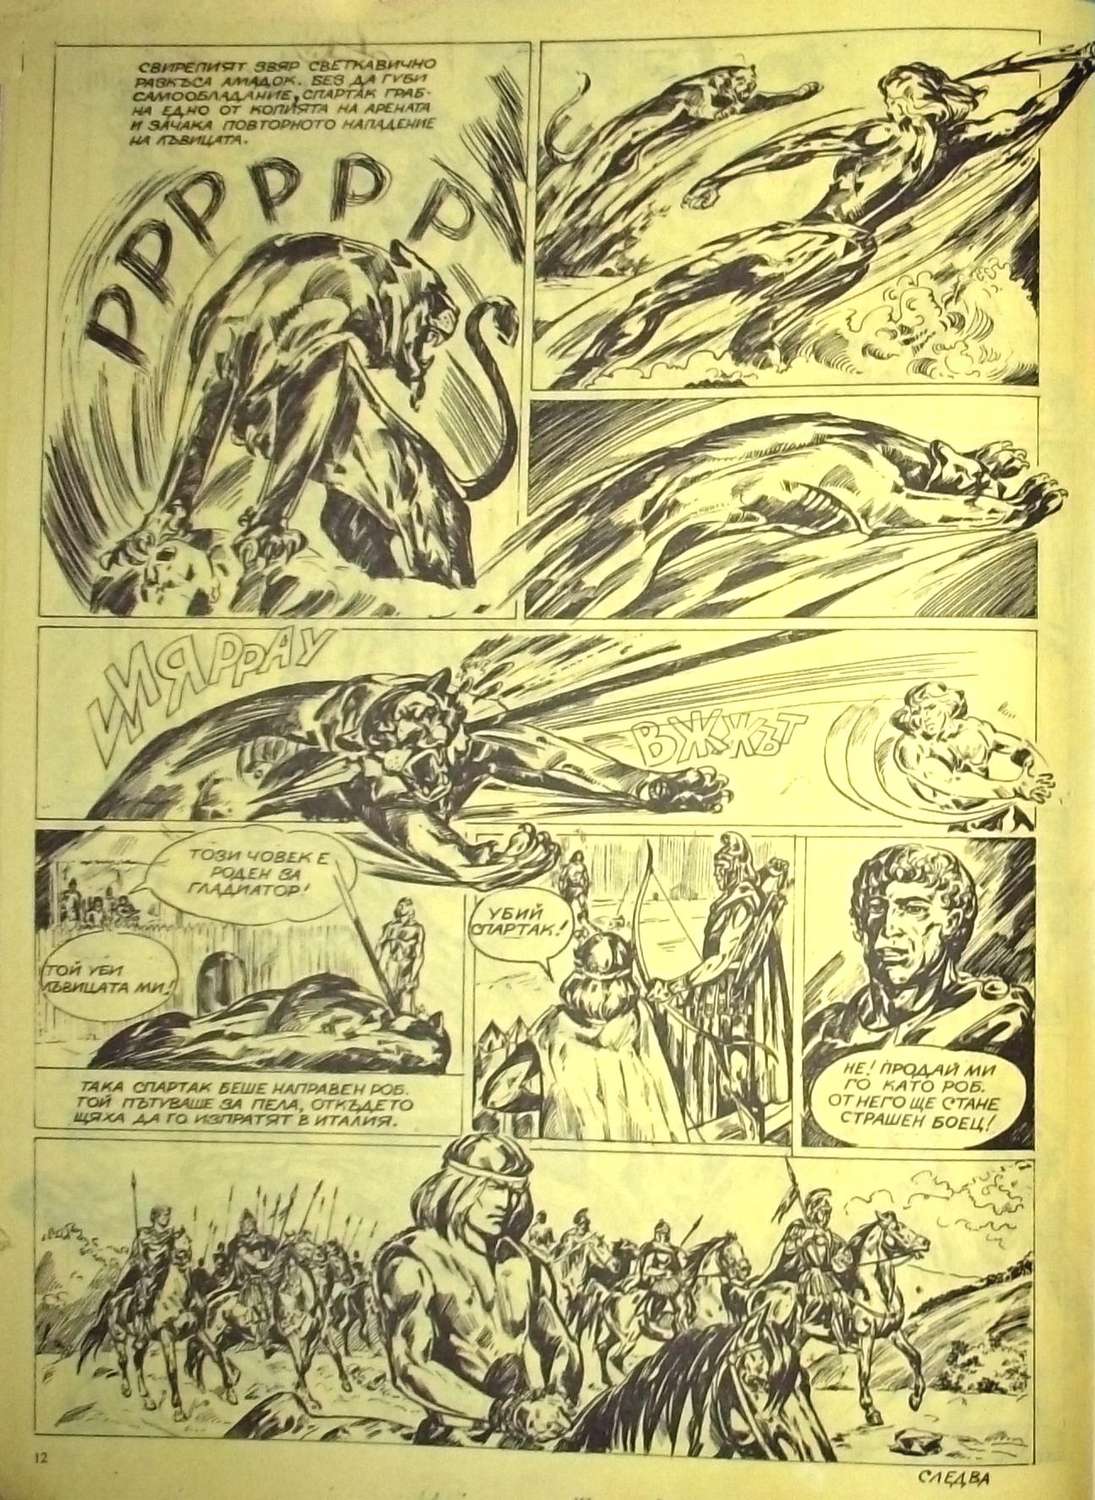 СВИРЕПИЯТ ЗВЯР СВЕТКАВИЧНО
РАЗКЪСА АМАДОК. БЕЗ ДА ГУБИ
САМООБЛАДАНИЕ, СПАРТАК ГРАБ-
НА ЕДНО ОТ КОПИЯТА НА АРЕНАТА
И ЗАЧАКА ПОВТОРНОТО НАПАДЕНИЕ
НА ЛЪВИЦАТА.
РРРРРРР
ИМЯРРАУ
ВЖЖЪТ
ТОЗИ ЧОВЕК Е
РОДЕН ЗА
ГЛАДИАТОР!
ТОЙ УБИ
ЛЪВИЦАТА МИ!
ТАКА СПАРТАК БЕШЕ НАПРАВЕН РОБ.
ТОЙ ПЪТУВАШЕ ЗА ПЕЛА, ОТКЪДЕТО
ЩЯХА ДА ГО ИЗПРАТЯТ В ИТАЛИЯ.
УБИЙ
СПАРТАК!
НЕ! ПРОДАЙ МИ
ГО КАТО РОБ.
ОТ НЕГО ЩЕ СТАНЕ
СТРАШЕН БОЕЦ!
12
СЛЕДВА